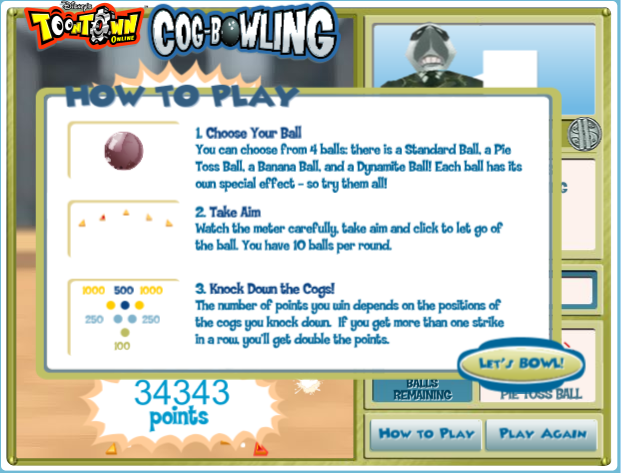 Disney's
TOONTOWN
ONLINE
COG-BOWLING
HOW TO PLAY
1. Choose Your Ball
You can choose from 4 balls: there is a Standard Ball, a Pie
Toss Ball, a Banana Ball, and a Dynamite Ball! Each ball has its
own special effect - so try them all!
2. Take Aim
Watch the meter carefully, take aim and click to let go of
the ball. You have 10 balls per round.
1000 500 1000
250 250
100
3. Knock Down the Cogs!
The number of points you win depends on the positions of
the cogs you knock down. If you get more than one strike
in a row, you'll get double the points.
LET'S BOWL!
34343
points
BALLS
REMAINING
PIE TOSS BALL
HOW TO PLAY
PLAY AGAIN